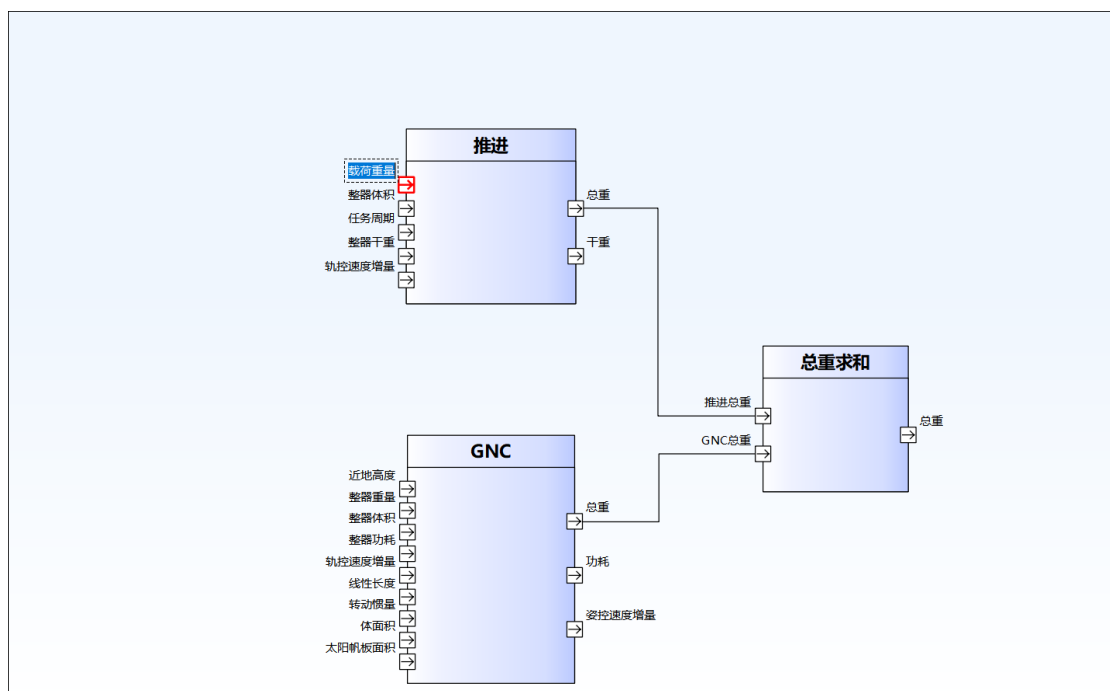 推进
载荷重量
整器体积
任务周期
整器干重
轨控速度增量
总重
干重
总重求和
推进总重
GNC总重
总重
GNC
近地高度
整器重量
整器体积
整器功耗
轨控速度增量
线性长度
转动惯量
体面积
太阳帆板面积
总重
功耗
姿控速度增量